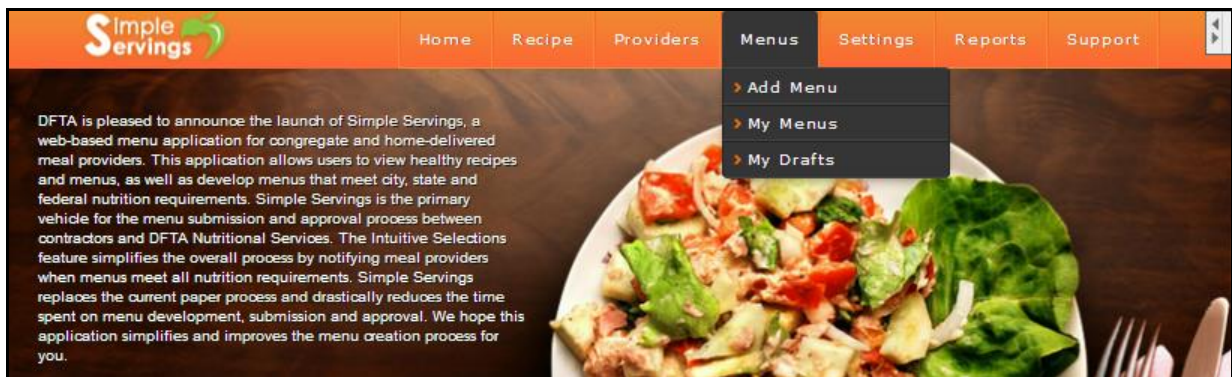 Simple
Servings
Home Recipe Providers Menus Settings Reports Support
Add Menu
My Menus
My Drafts
DFTA is pleased to announce the launch of Simple Servings, a
web-based menu application for congregate and home-delivered
meal providers. This application allows users to view healthy recipes
and menus, as well as develop menus that meet city, state and
federal nutrition requirements. Simple Servings is the primary
vehicle for the menu submission and approval process between
contractors and DFTA Nutritional Services. The Intuitive Selections
feature simplifies the overall process by notifying meal providers
when menus meet all nutrition requirements. Simple Servings
replaces the current paper process and drastically reduces the time
spent on menu development, submission and approval. We hope this
application simplifies and improves the menu creation process for
you.